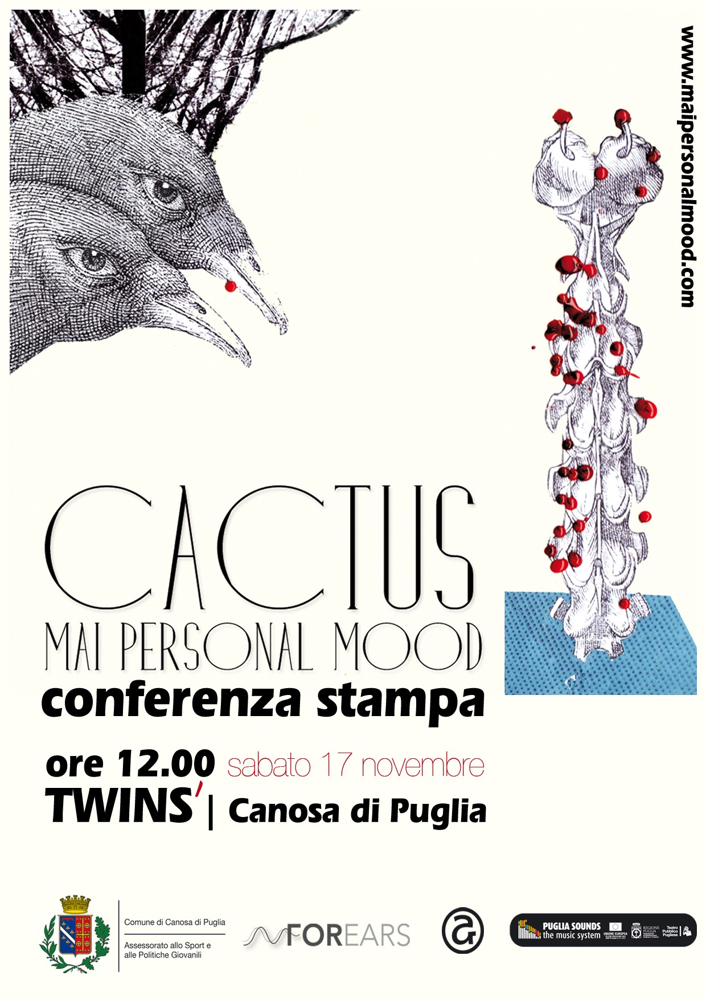 www.maipersonalmood.com
CACTUS
MAI PERSONAL MOOD
conferenza stampa
ore 12.00 sabato 17 novembre
TWINS' | Canosa di Puglia
Comune di Canosa di Puglia
Assessorato allo Sport e
alle Politiche Giovanili
FOREARS
PUGLIA SOUNDS
the music system
UNIONE EUROPEA
REGIONE
PUGLIA
Teatro
Pubblico
Pugliese